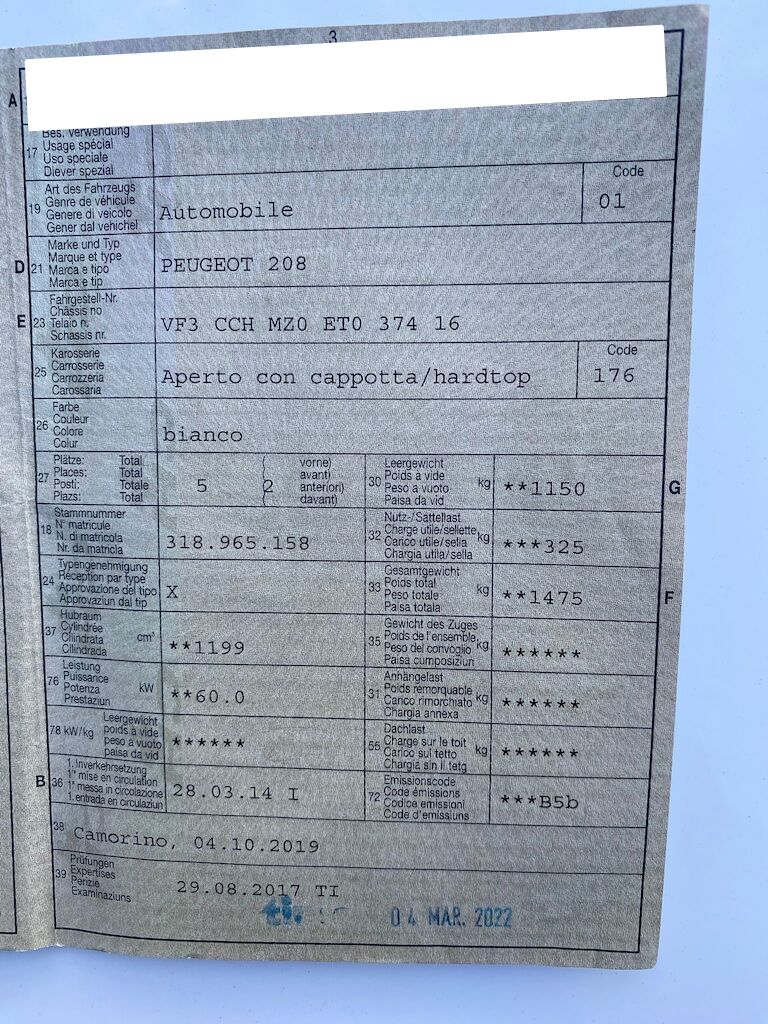 3
A
Bes. Verwendung
17 Usage spécial
Uso speciale
Diever spezial
Art des Fahrzeugs
19 Genre de véhicule
Genere di veicolo
Gener dal vehichel
Automobile
Code
01
Marke und Typ
D 21 Marque et type
Marca e tipo
Marca e tip
PEUGEOT 208
Fahrgestell-Nr.
E 23 Châssis no
Telaio n.
Schassis nr.
VF3 CCH MZ0 ET0 374 16
Karosserie
25 Carrosserie
Carrozzeria
Carossaria
Aperto con cappotta/hardtop
Code
176
Farbe
26 Couleur
Colore
Colur
bianco
Plätze: Total
27 Places: Total
Posti: Totale
Plazs: Total
5
( vorne)
( avant)
2 anteriori)
( davant)
Leergewicht
30 Poids à vide kg
Peso a vuoto
Paisa da vid
**1150
G
Stammnummer
18 N° matricule
N. di matricola
Nr. da matricla
318.965.158
Nutz-/Sattellast
32 Charge utile/sellette kg
Carico utile/sella
Chargia utila/sella
***325
Typengenehmigung
24 Réception par type
Approvazione del tipo
Approvaziun dal tip
X
Gesamtgewicht
33 Poids total kg
Peso totale
Paisa totala
**1475
F
Hubraum
37 Cylindrée cm³
Cilindrata
Cilindrada
**1199
Gewicht des Zuges
35 Poids de l'ensemble kg
Peso del convoglio
Paisa cumposiziun
******
Leistung
76 Puissance kW
Potenza
Prestaziun
**60.0
Anhängelast
31 Poids remorquable kg
Carico rimorchiato
Chargia annexa
******
Leergewicht
78 kW/kg poids à vide
peso a vuoto
paisa da vid
******
Dachlast
55 Charge sur le toit kg
Carico sul tetto
Chargia sin il tetg
******
1. Inverkehrsetzung
B 36 1re mise en circulation
1a messa in circolazione
1. entrada en circulaziun
28.03.14 I
Emissionscode
72 Code émissions
Codice emissioni
Code d'emissiuns
***B5b
38 Camorino, 04.10.2019
Prüfungen
39 Expertises
Perizie
Examinaziuns
29.08.2017 TI
04 MAR. 2022